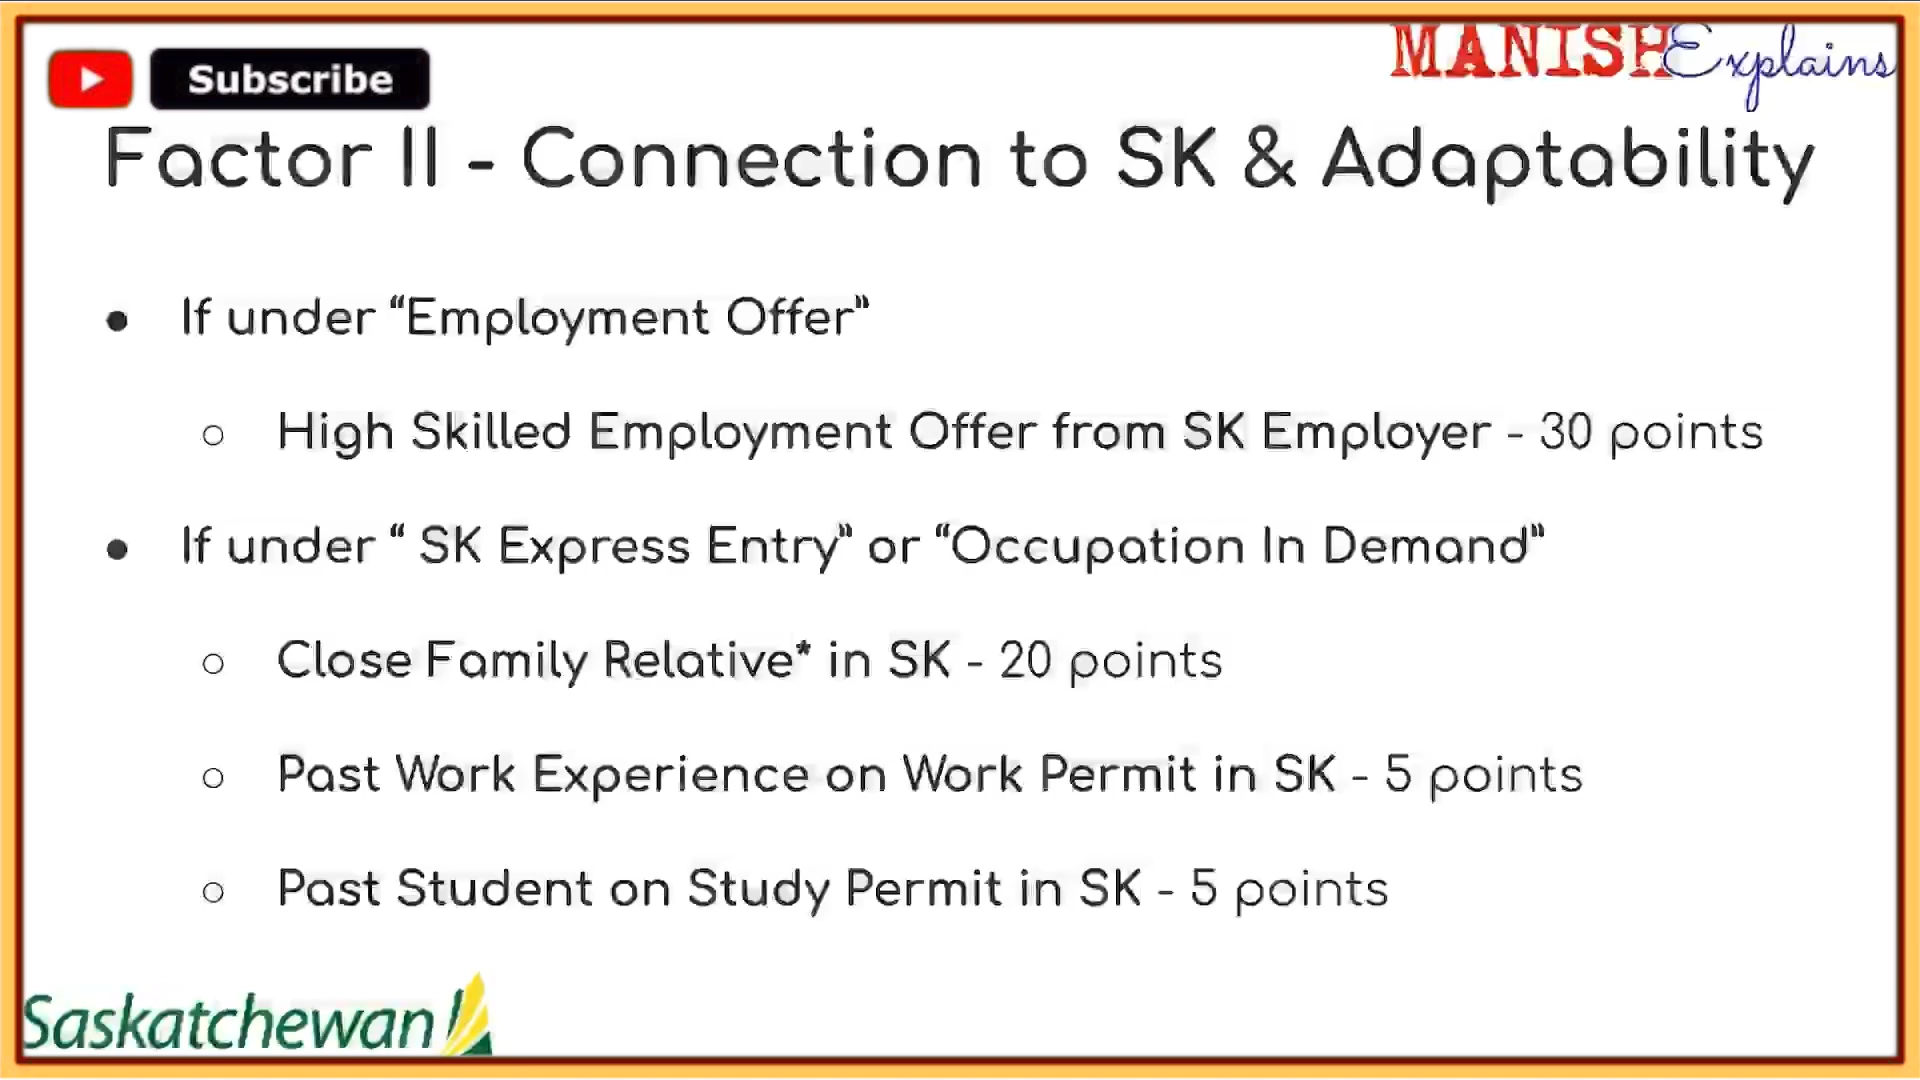 Subscribe
MANISH Explains
Factor II - Connection to SK & Adaptability
● If under “Employment Offer”
○ High Skilled Employment Offer from SK Employer - 30 points
● If under “ SK Express Entry” or “Occupation In Demand”
○ Close Family Relative* in SK - 20 points
○ Past Work Experience on Work Permit in SK - 5 points
○ Past Student on Study Permit in SK - 5 points
Saskatchewan